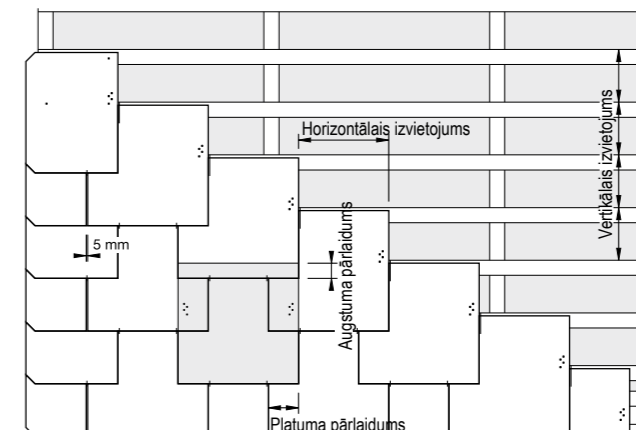 Horizontālais izvietojums
Vertikālais izvietojums
Augstuma pārlaidums
5 mm
Platuma pārlaidums